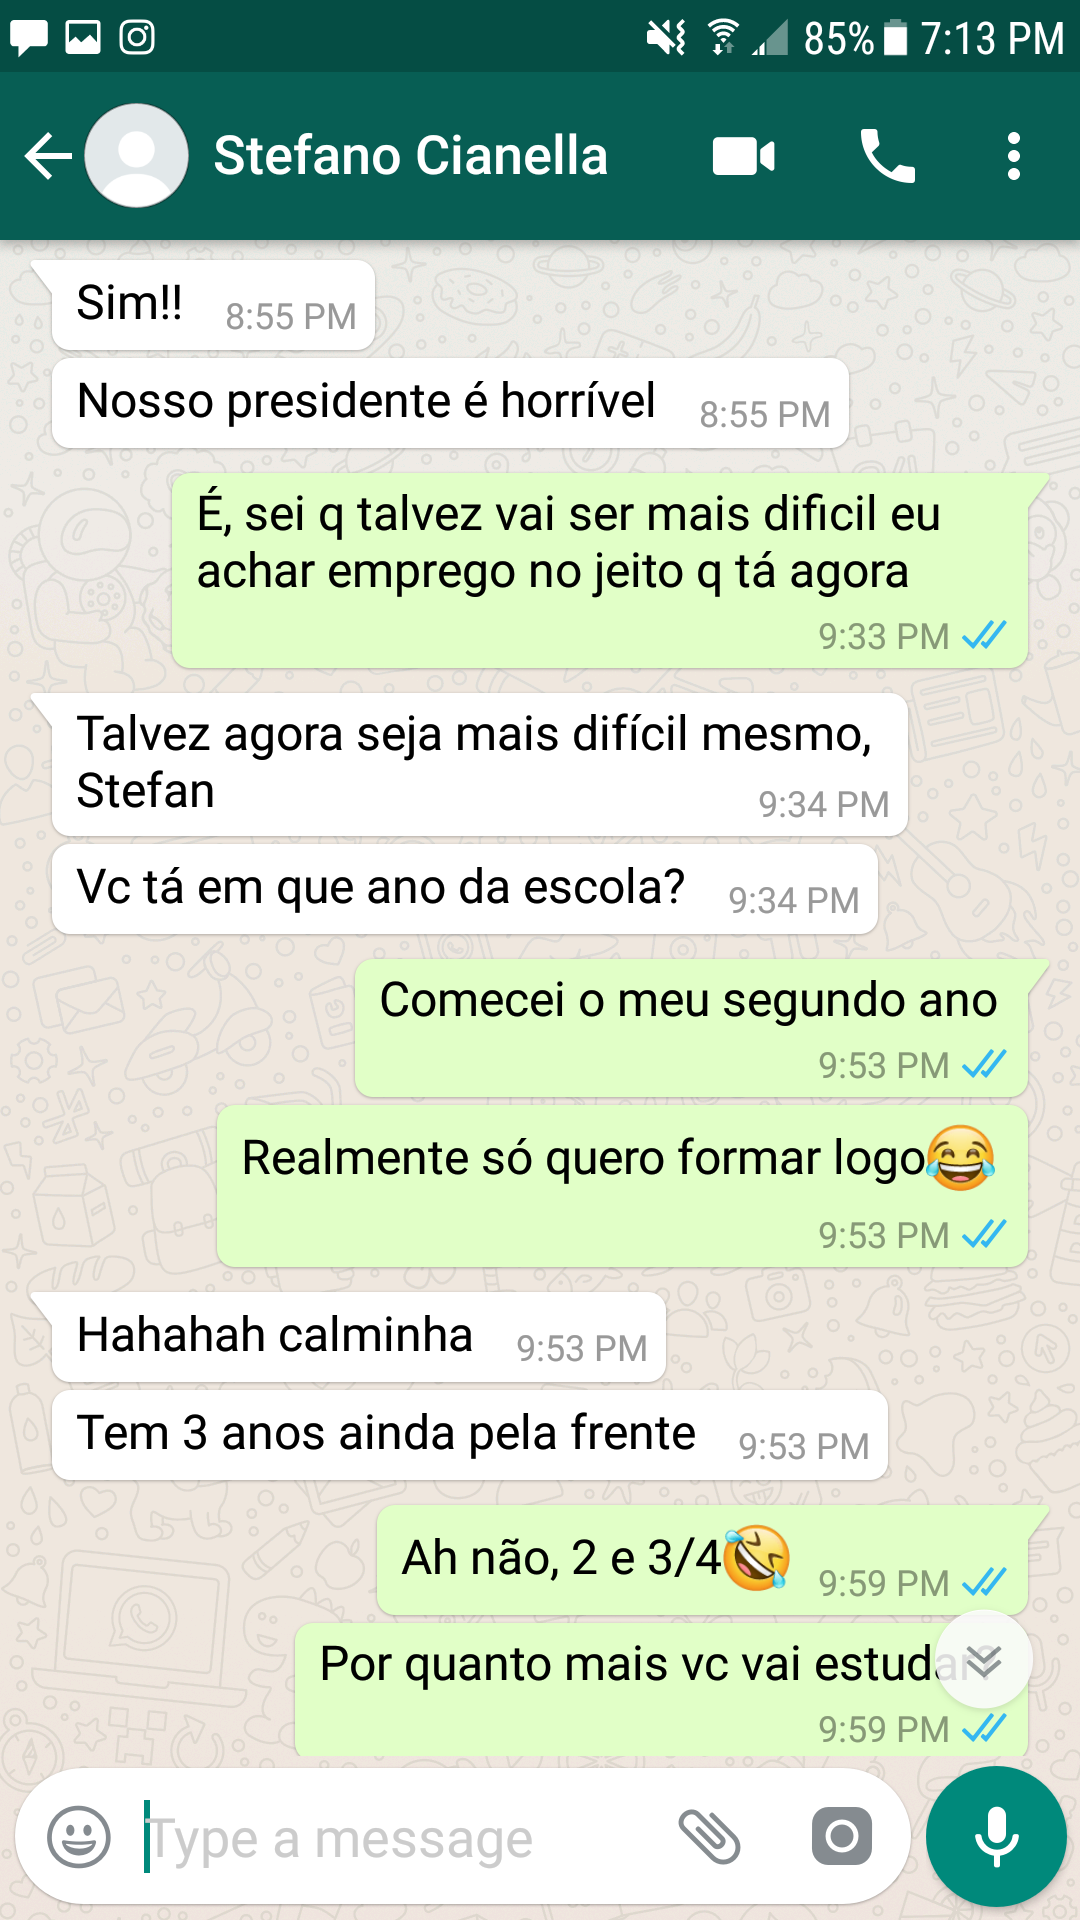 85% 7:13 PM
Stefano Cianella
Sim!! 8:55 PM
Nosso presidente é horrível 8:55 PM
É, sei q talvez vai ser mais dificil eu
achar emprego no jeito q tá agora
9:33 PM
Talvez agora seja mais difícil mesmo,
Stefan 9:34 PM
Vc tá em que ano da escola? 9:34 PM
Comecei o meu segundo ano
9:53 PM
Realmente só quero formar logo😂
9:53 PM
Hahahah calminha 9:53 PM
Tem 3 anos ainda pela frente 9:53 PM
Ah não, 2 e 3/4🤣 9:59 PM
Por quanto mais vc vai estudar?
9:59 PM
Type a message